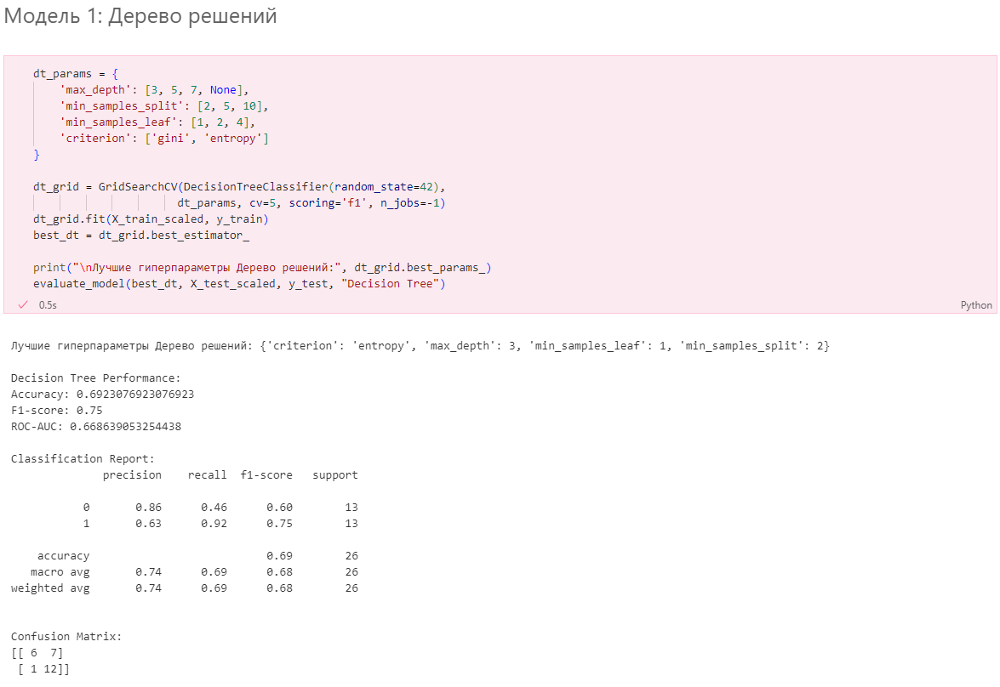 Модель 1: Дерево решений
dt_params = {
    'max_depth': [3, 5, 7, None],
    'min_samples_split': [2, 5, 10],
    'min_samples_leaf': [1, 2, 4],
    'criterion': ['gini', 'entropy']
}
dt_grid = GridSearchCV(DecisionTreeClassifier(random_state=42),
                      dt_params, cv=5, scoring='f1', n_jobs=-1)
dt_grid.fit(X_train_scaled, y_train)
best_dt = dt_grid.best_estimator_
print("\nЛучшие гиперпараметры Дерево решений:", dt_grid.best_params_)
evaluate_model(best_dt, X_test_scaled, y_test, "Decision Tree")
✓ 0.5s Python
Лучшие гиперпараметры Дерево решений: {'criterion': 'entropy', 'max_depth': 3, 'min_samples_leaf': 1, 'min_samples_split': 2}
Decision Tree Performance:
Accuracy: 0.6923076923076923
F1-score: 0.75
ROC-AUC: 0.668639053254438
Classification Report:
              precision    recall  f1-score   support
           0       0.86      0.46      0.60        13
           1       0.63      0.92      0.75        13
    accuracy                           0.69        26
   macro avg       0.74      0.69      0.68        26
weighted avg       0.74      0.69      0.68        26
Confusion Matrix:
[[ 6  7]
 [ 1 12]]